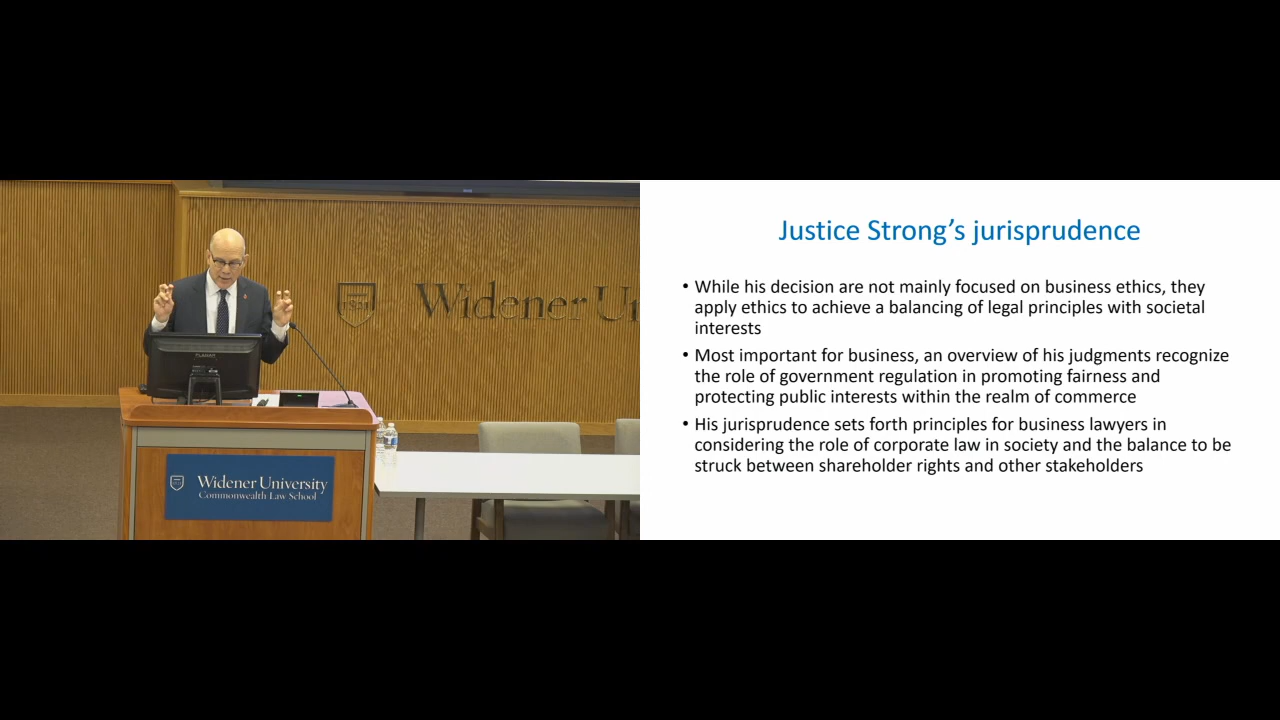 Widener Un
Widener University
Commonwealth Law School
Justice Strong’s jurisprudence
• While his decision are not mainly focused on business ethics, they
apply ethics to achieve a balancing of legal principles with societal
interests
• Most important for business, an overview of his judgments recognize
the role of government regulation in promoting fairness and
protecting public interests within the realm of commerce
• His jurisprudence sets forth principles for business lawyers in
considering the role of corporate law in society and the balance to be
struck between shareholder rights and other stakeholders